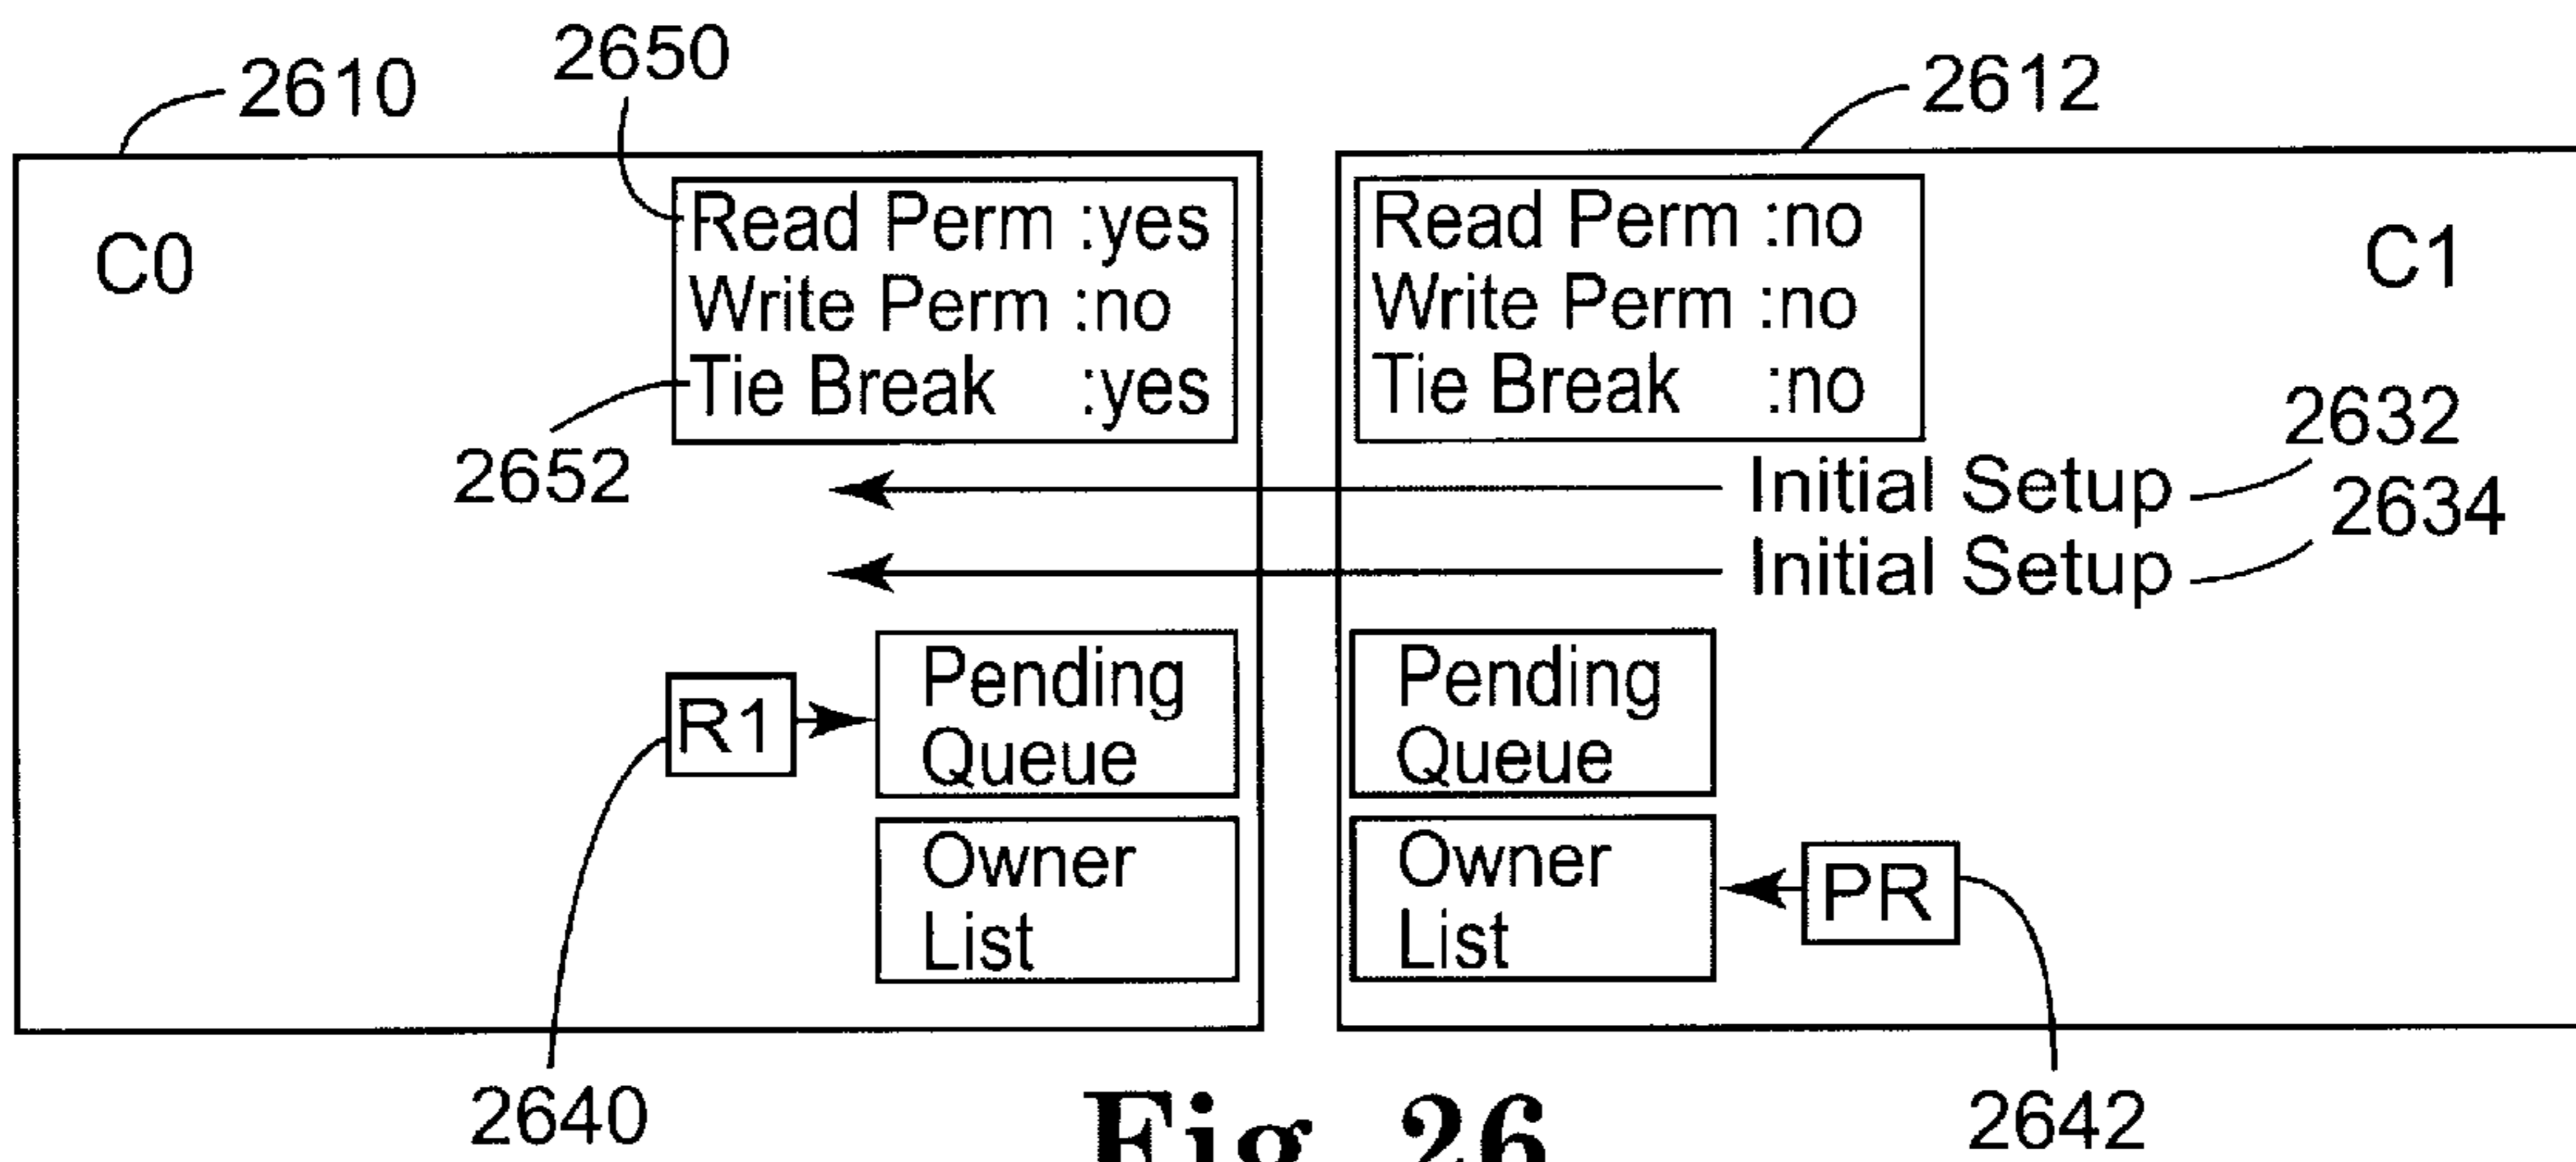 2610
2650
2612
C0
Read Perm :yes
Write Perm :no
Tie Break :yes
Read Perm :no
Write Perm :no
Tie Break :no
C1
2652
2632
Initial Setup
2634
Initial Setup
R1
Pending
Queue
Owner
List
Pending
Queue
Owner
List
PR
2640
Fig. 26
2642